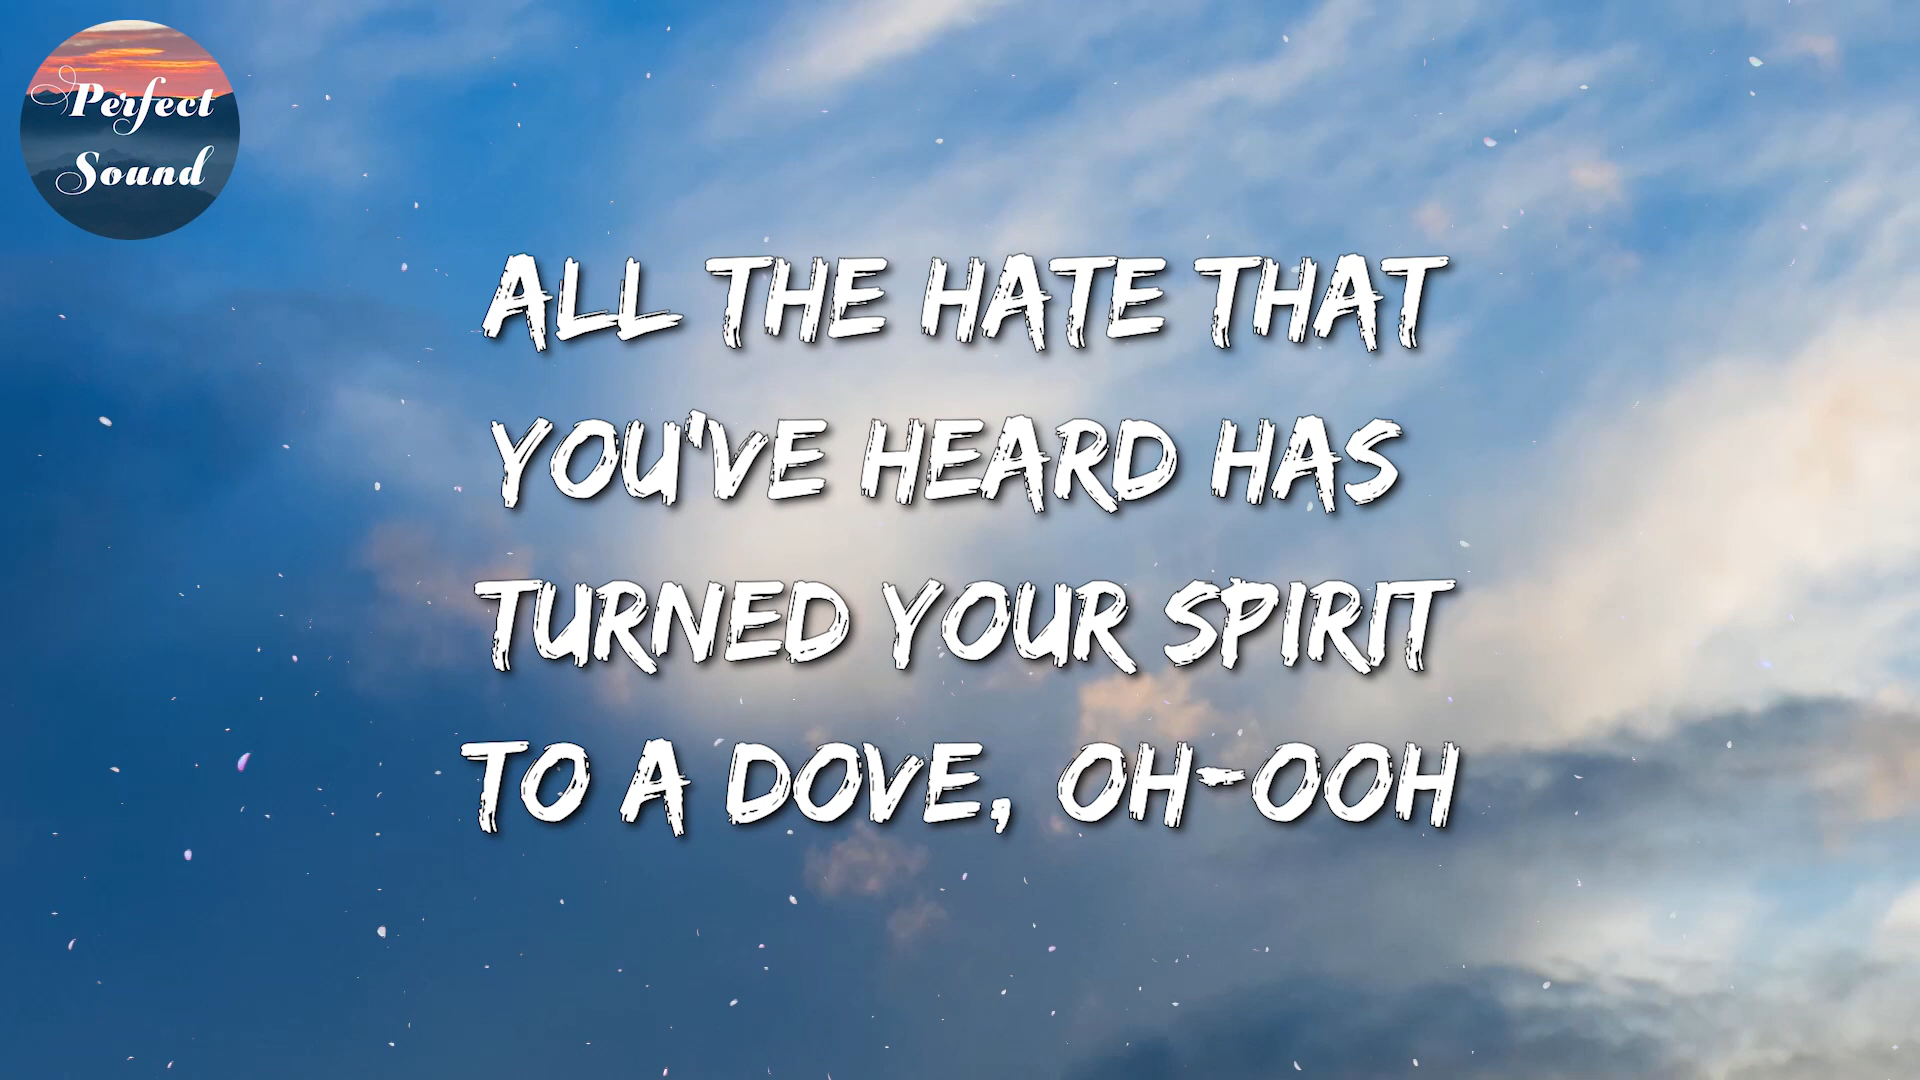 Perfect
Sound
ALL THE HATE THAT
YOU'VE HEARD HAS
TURNED YOUR SPIRIT
TO A DOVE, OH-OOH